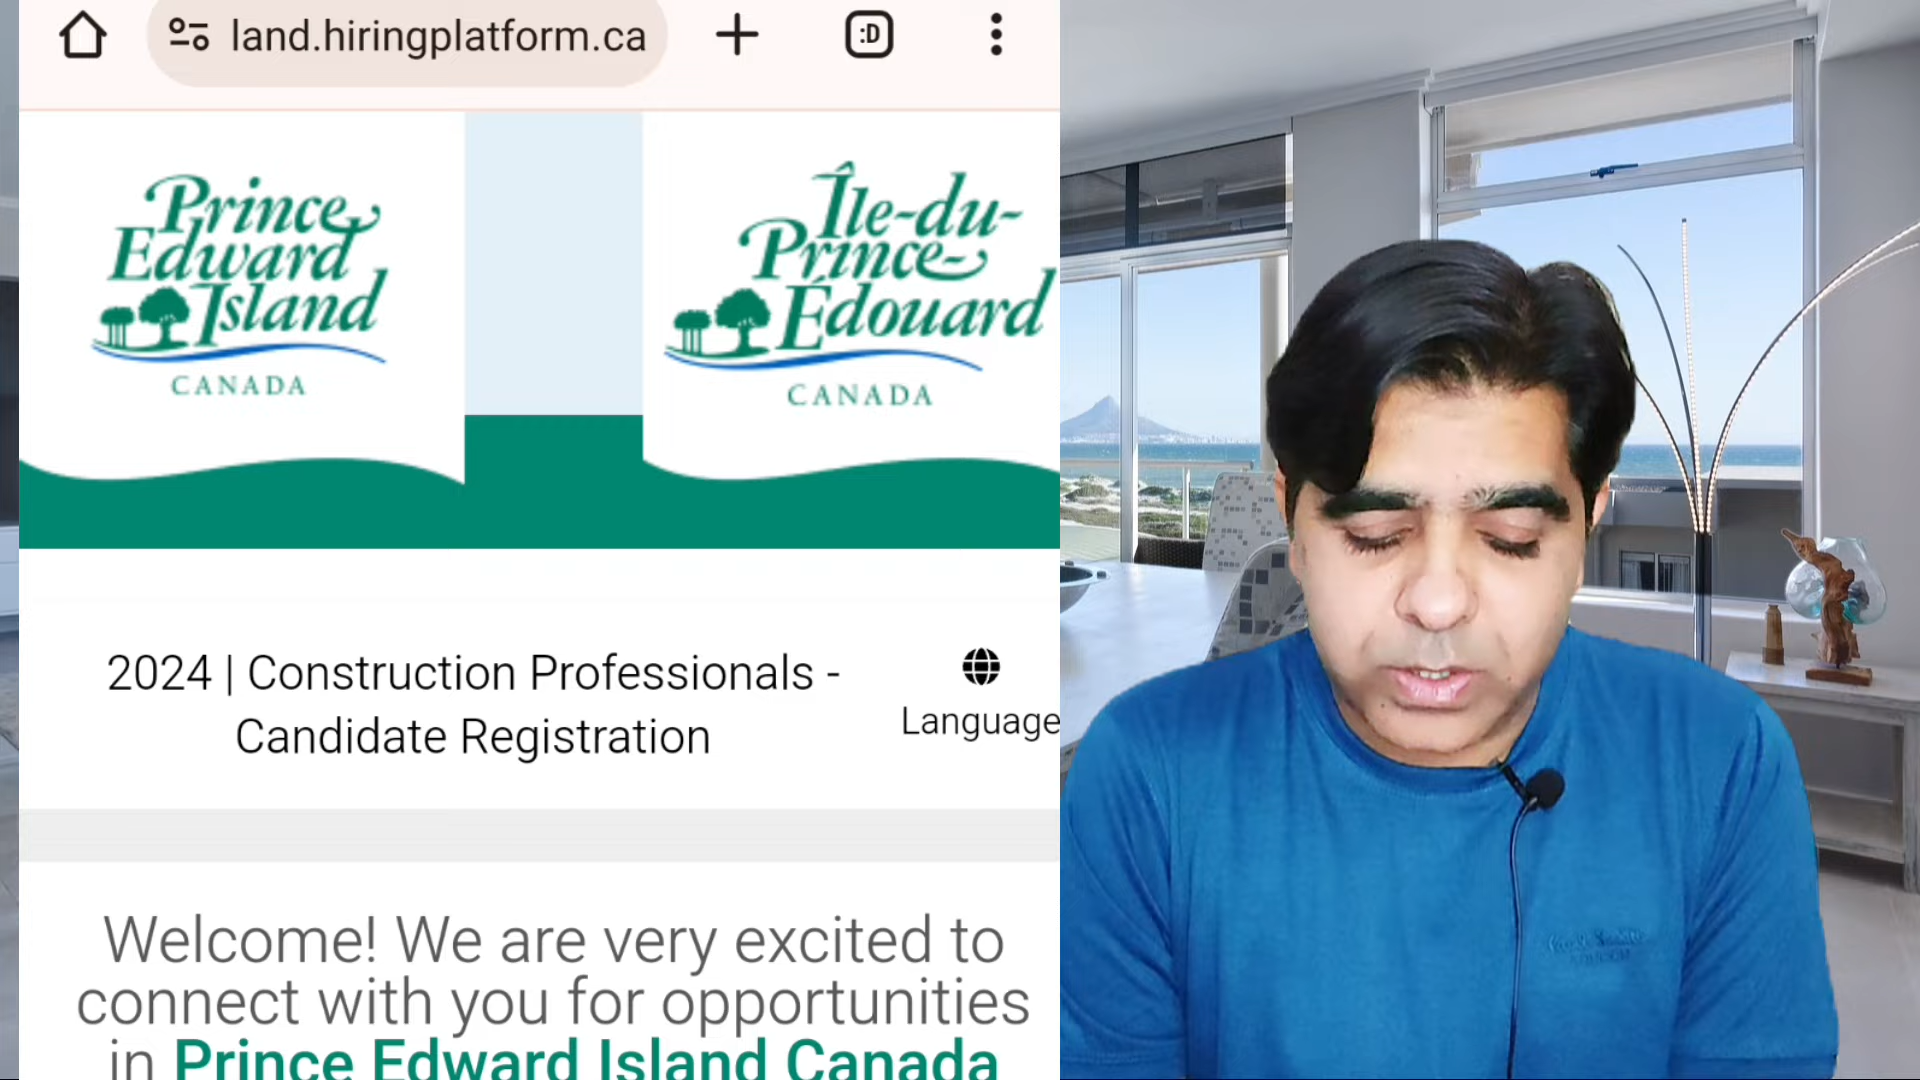 land.hiringplatform.ca
:D
Prince
Edward
Island
CANADA
Île-du-
Prince-
Édouard
CANADA
2024 | Construction Professionals -
Candidate Registration
Language
Welcome! We are very excited to
connect with you for opportunities
in Prince Edward Island Canada